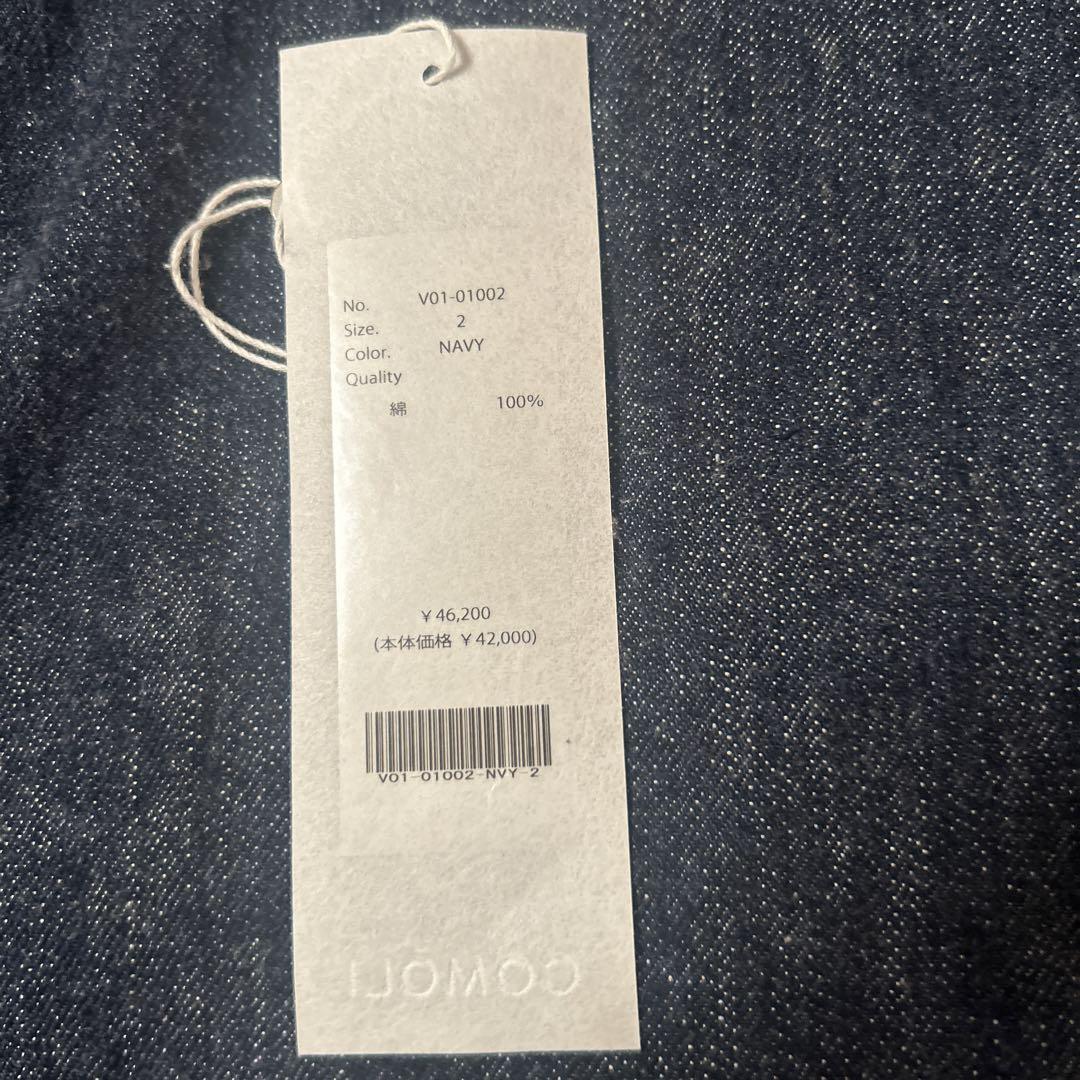 No. V01-01002
Size. 2
Color. NAVY
Quality
綿 100%
¥46,200
(本体価格 ¥42,000)
V01-01002-NVY-2
COMOLI